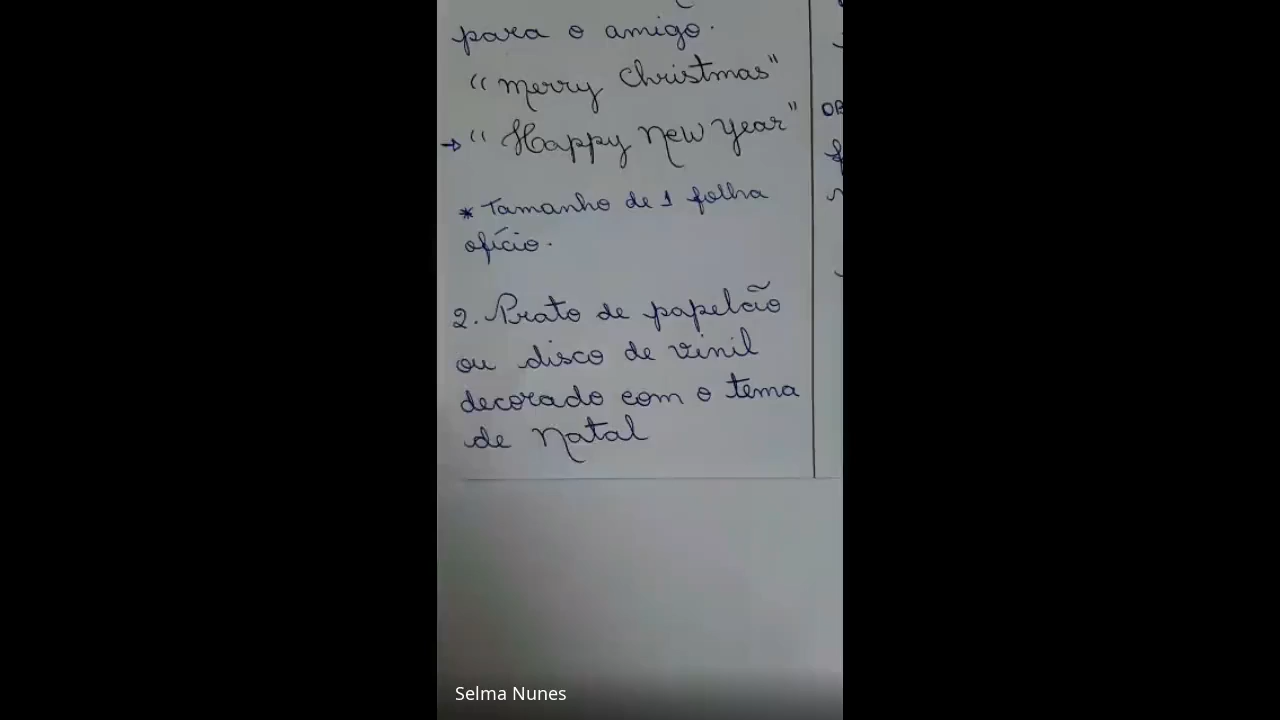 para o amigo.
"Merry Christmas"
→ "Happy New Year"
* Tamanho de 1 folha
ofício.
2. Prato de papelão
ou disco de vinil
decorado com o tema
de Natal
OB
Selma Nunes